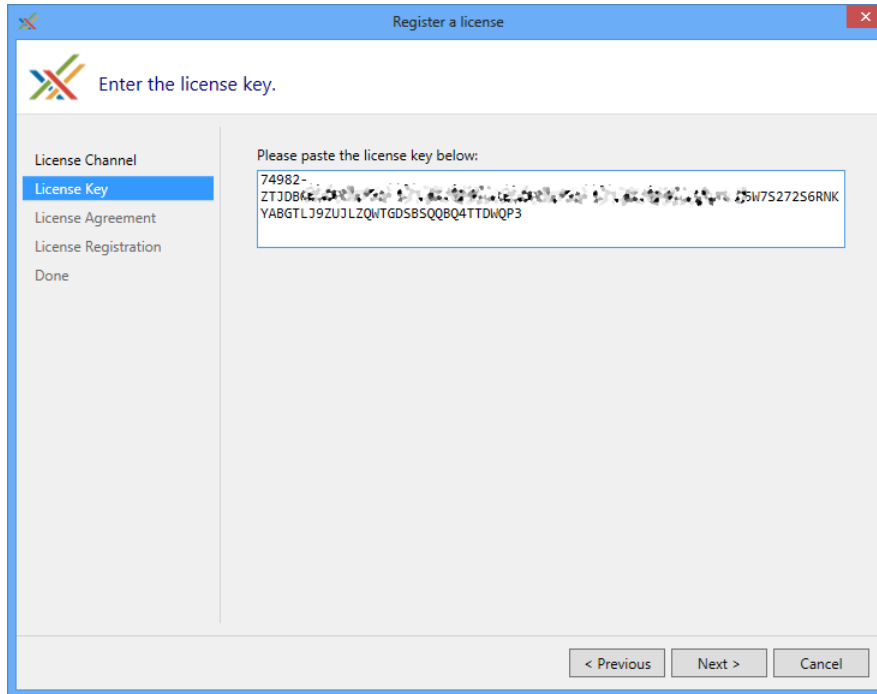 Register a license
Enter the license key.
License Channel
License Key
License Agreement
License Registration
Done
Please paste the license key below:
74982-
ZTJDB 5W7S272S6RNK
YABGTLJ9ZUJLZQWTGDSBSQQBQ4TTDWQP3
< Previous
Next >
Cancel